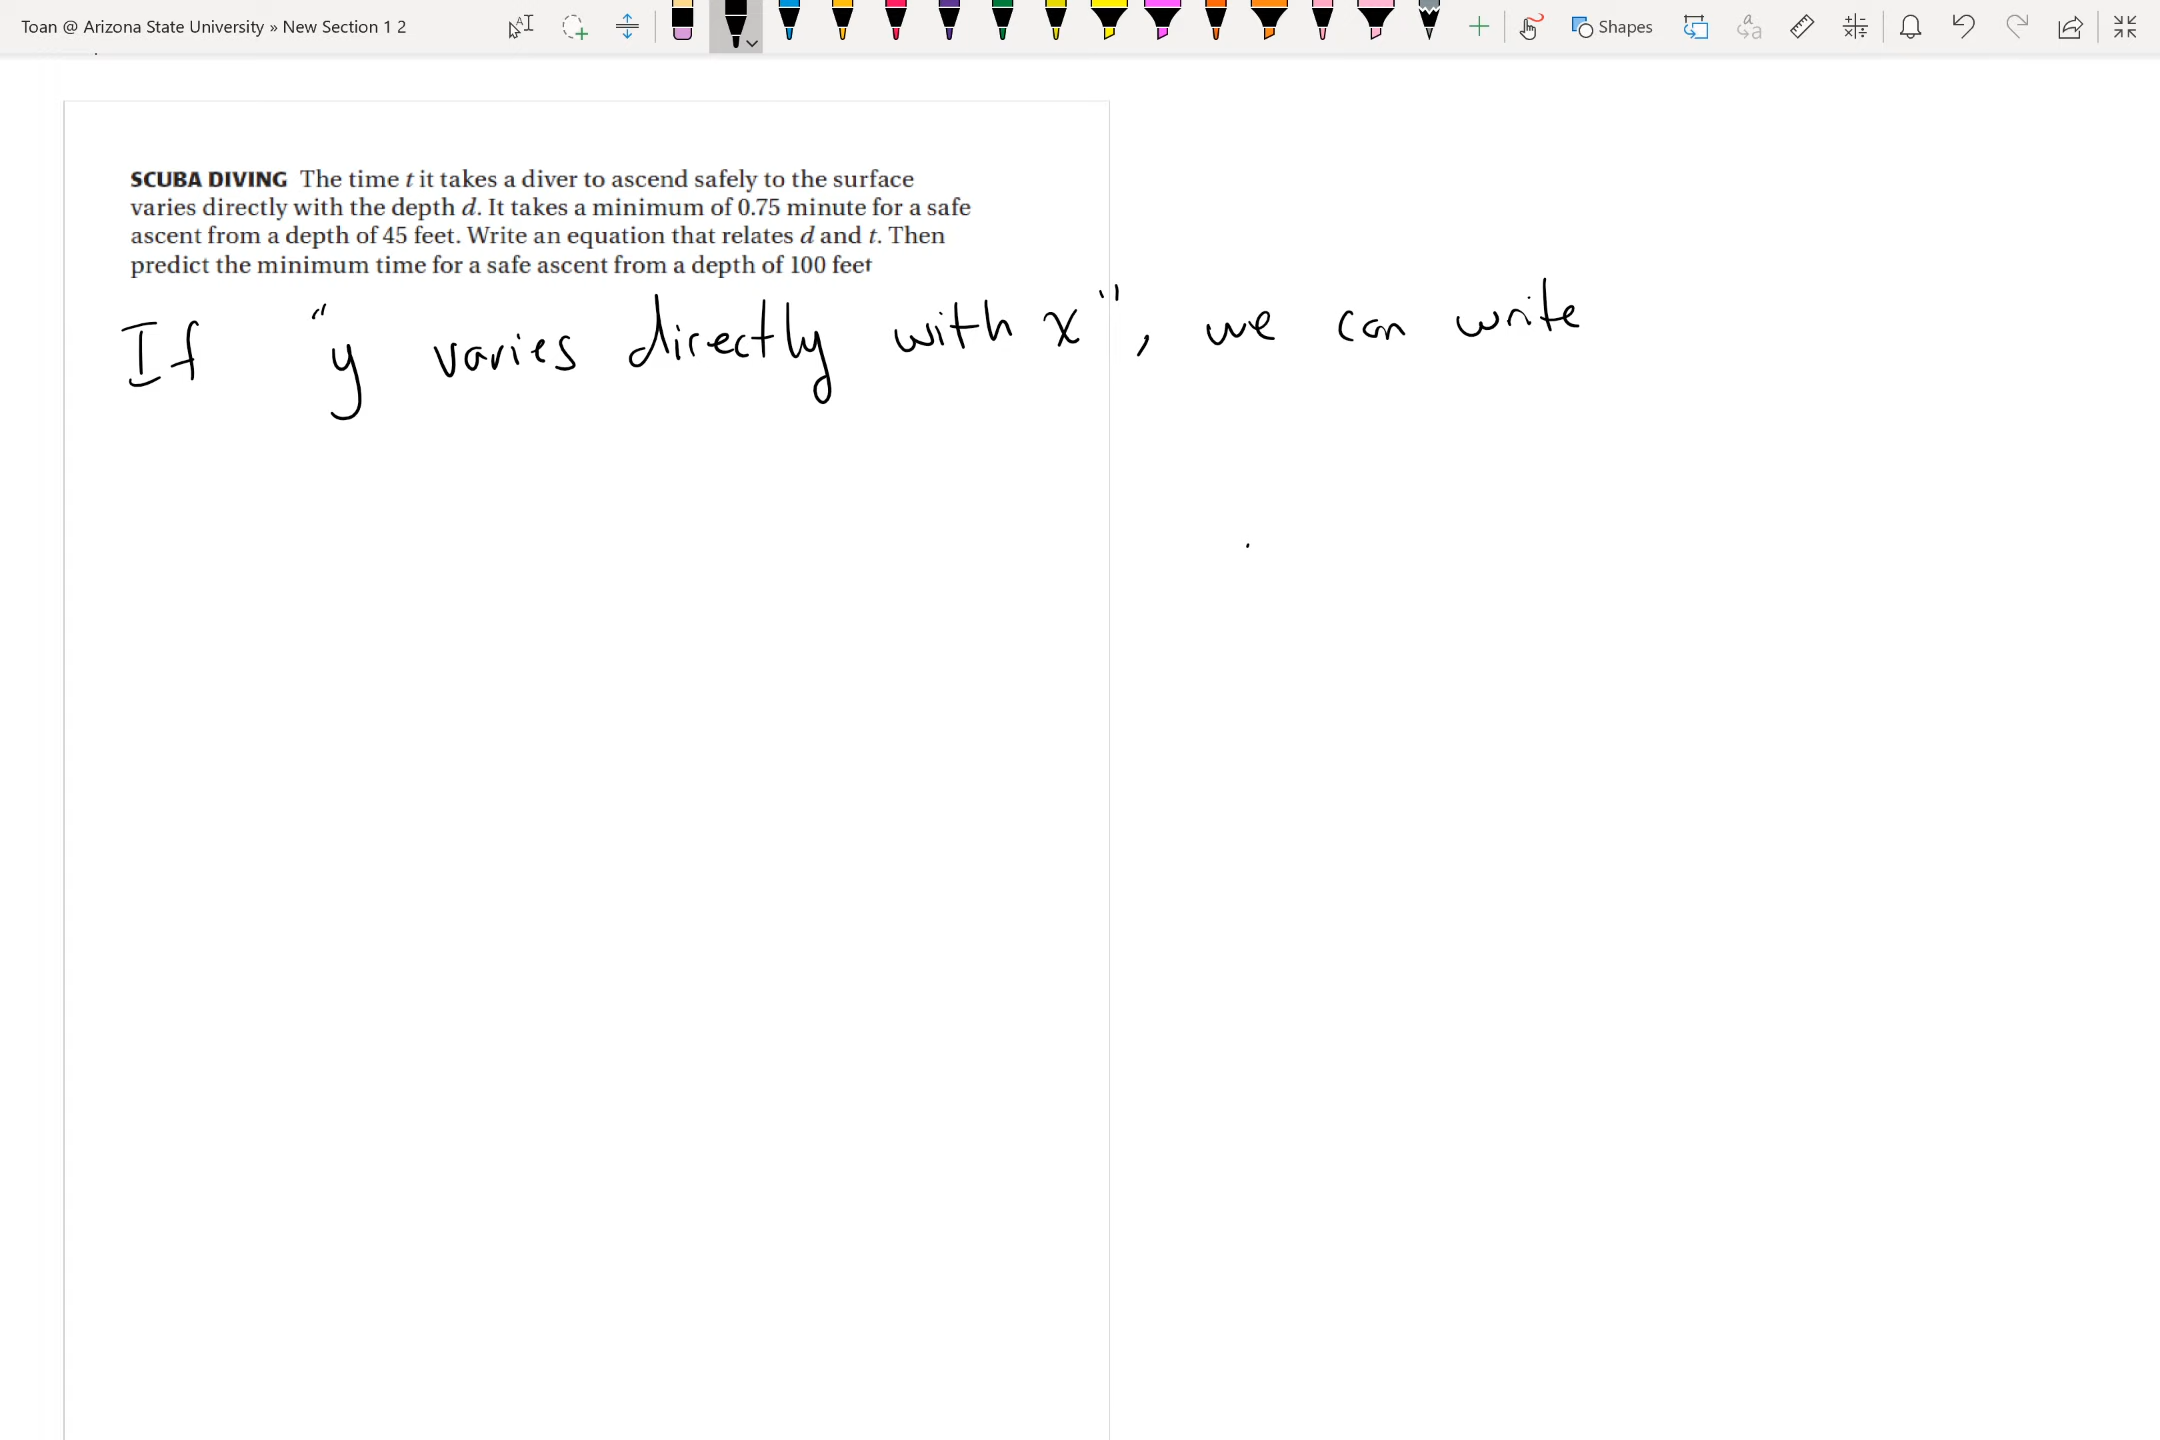 Toan @ Arizona State University » New Section 1 2
Shapes
SCUBA DIVING The time t it takes a diver to ascend safely to the surface
varies directly with the depth d. It takes a minimum of 0.75 minute for a safe
ascent from a depth of 45 feet. Write an equation that relates d and t. Then
predict the minimum time for a safe ascent from a depth of 100 feet
If "y varies directly with x", we can write